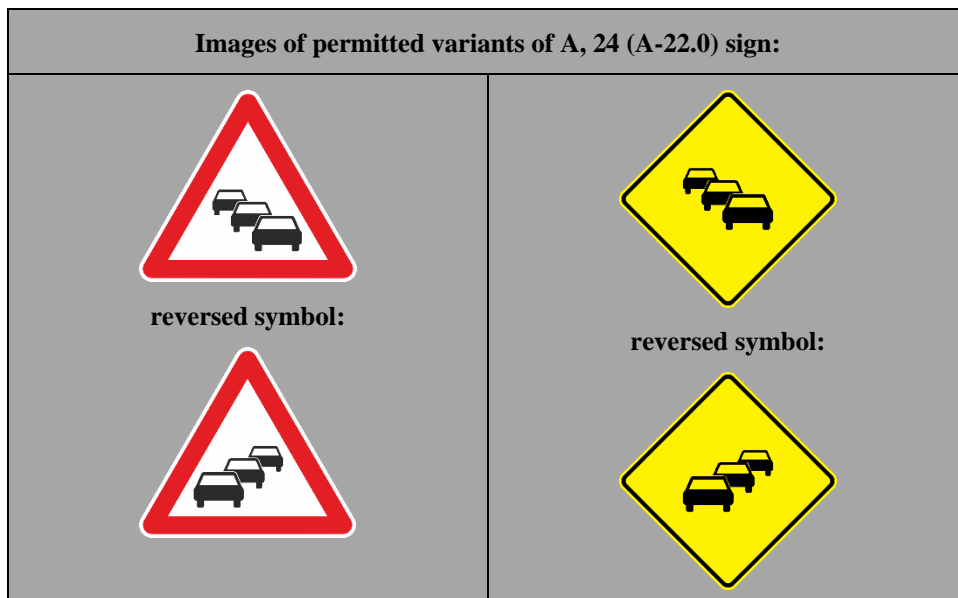 Images of permitted variants of A, 24 (A-22.0) sign:
reversed symbol:
reversed symbol: